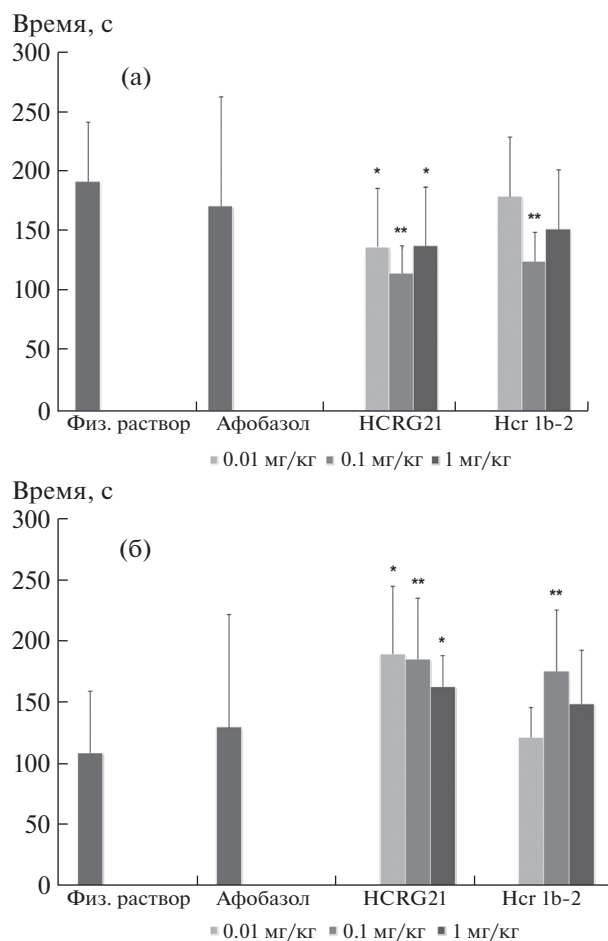 Время, с
300
(а)
250
200
* *
** **
150
100
50
0
Физ. раствор Афобазол HCRG21 Hcr 1b-2
0.01 мг/кг 0.1 мг/кг 1 мг/кг
Время, с
300
(б)
250
* ** **
200
*
150
100
50
0
Физ. раствор Афобазол HCRG21 Hcr 1b-2
0.01 мг/кг 0.1 мг/кг 1 мг/кг